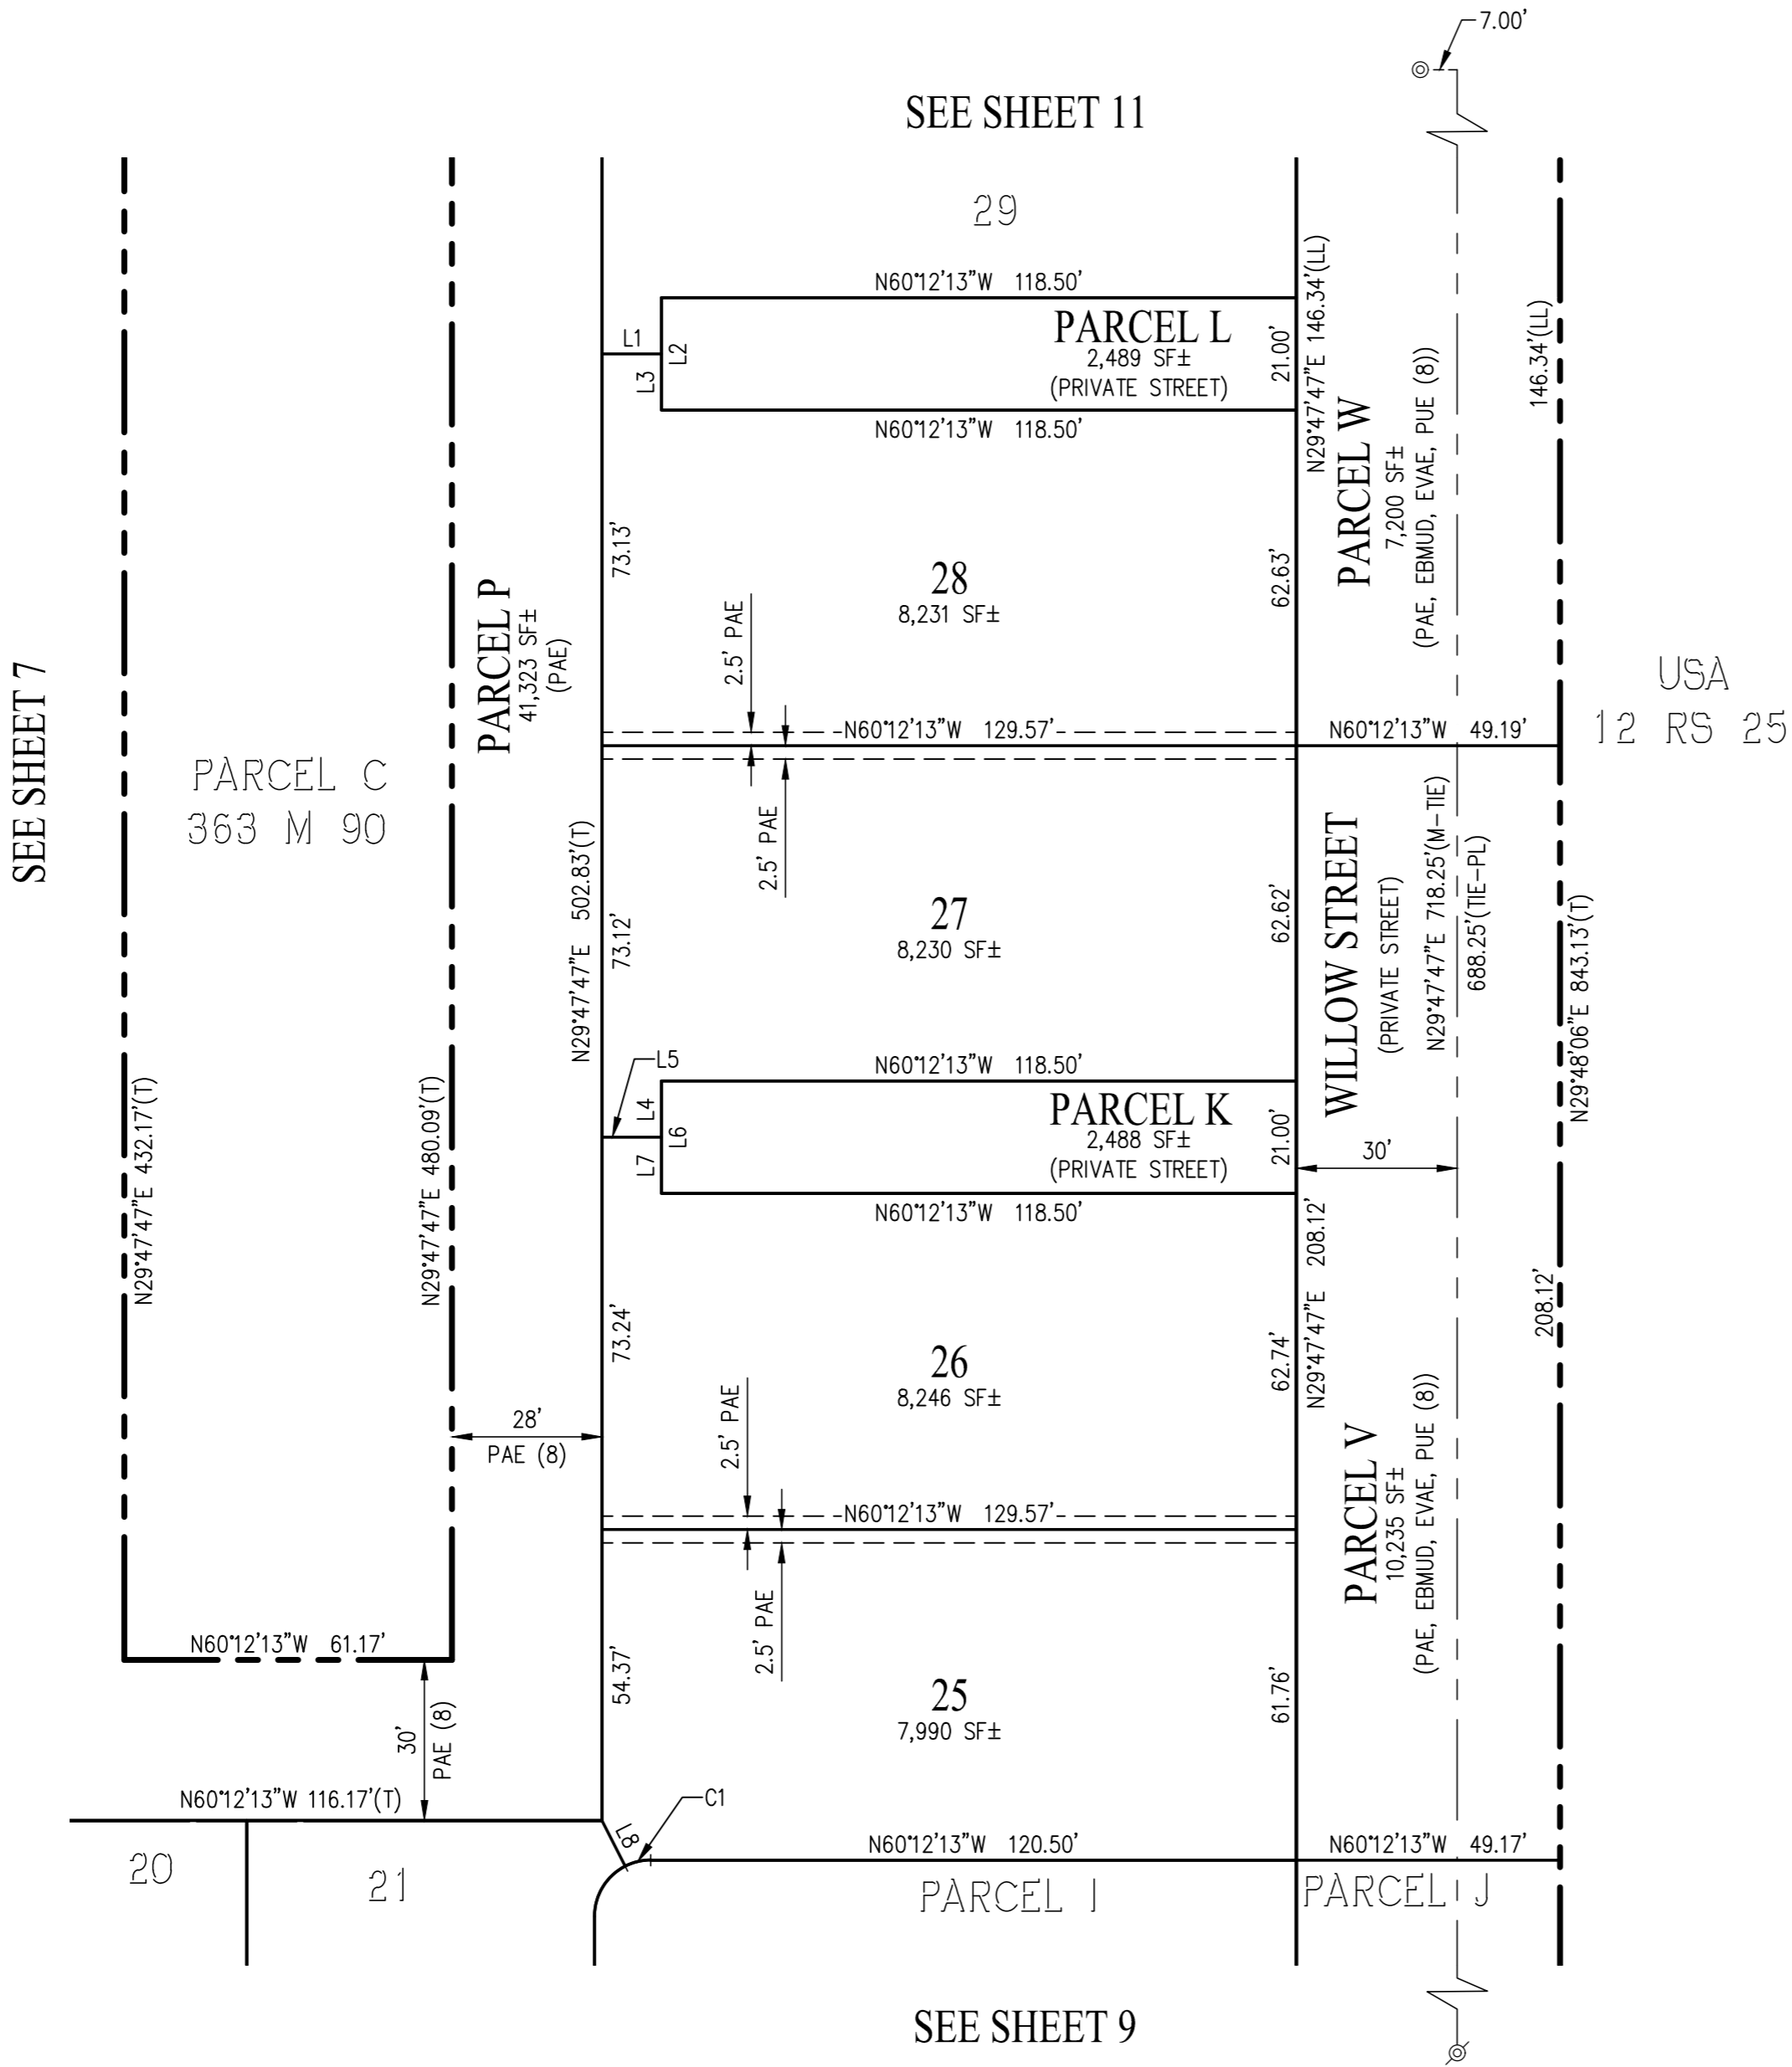 7.00'
SEE SHEET 11
29
N60°12'13"W 118.50'
PARCEL L
2,489 SF±
(PRIVATE STREET)
21.00'
L1
L2
L3
N60°12'13"W 118.50'
N29°47'47"E 146.34'(LL)
PARCEL W
7,200 SF±
(PAE, EBMUD, EVAE, PUE (8))
146.34'(LL)
73.13'
28
8,231 SF±
62.63'
2.5' PAE
PARCEL P
41,323 SF±
(PAE)
SEE SHEET 7
PARCEL C
363 M 90
USA
12 RS 25
N60°12'13"W 129.57'
N60°12'13"W 49.19'
2.5' PAE
N29°47'47"E 502.83'(T)
73.12'
27
8,230 SF±
62.62'
WILLOW STREET
(PRIVATE STREET)
N29°47'47"E 718.25'(M-TIE)
688.25'(TIE-PL)
N29°48'06"E 843.13'(T)
N60°12'13"W 118.50'
L5
L4
L6
L7
PARCEL K
2,488 SF±
(PRIVATE STREET)
21.00'
30'
N60°12'13"W 118.50'
N29°47'47"E 432.17'(T)
N29°47'47"E 480.09'(T)
73.24'
26
8,246 SF±
62.74'
N29°47'47"E 208.12'
208.12'
28'
PAE (8)
2.5' PAE
N60°12'13"W 129.57'
2.5' PAE
PARCEL V
10,235 SF±
(PAE, EBMUD, EVAE, PUE (8))
N60°12'13"W 61.17'
54.37'
25
7,990 SF±
61.76'
30'
PAE (8)
N60°12'13"W 116.17'(T)
C1
L8
N60°12'13"W 120.50'
N60°12'13"W 49.17'
20
21
PARCEL I
PARCEL J
SEE SHEET 9